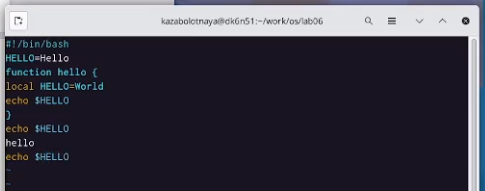 kazabolotnaya@dk6n51:~/work/os/lab06
#!/bin/bash
HELLO=Hello
function hello {
local HELLO=World
echo $HELLO
}
echo $HELLO
hello
echo $HELLO
~
~